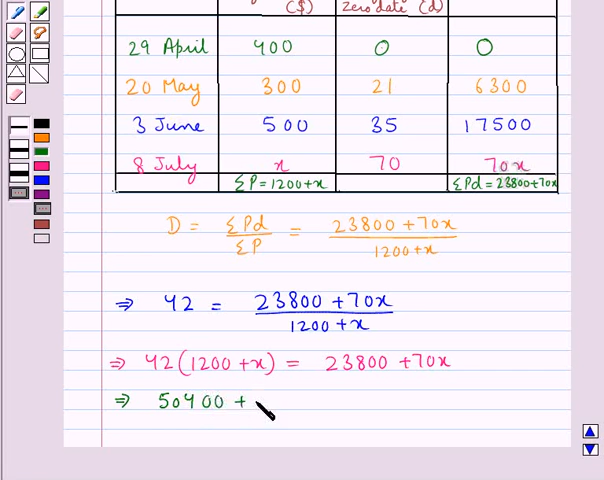 ($) zero date (d)
29 April 400 0 0
20 May 300 21 6300
3 June 500 35 17500
8 July x 70 70x
ΣP = 1200+x ΣPd = 23800+70x
D = ΣPd/ΣP = (23800+70x)/(1200+x)
⇒ 42 = (23800+70x)/(1200+x)
⇒ 42(1200+x) = 23800+70x
⇒ 50400 +